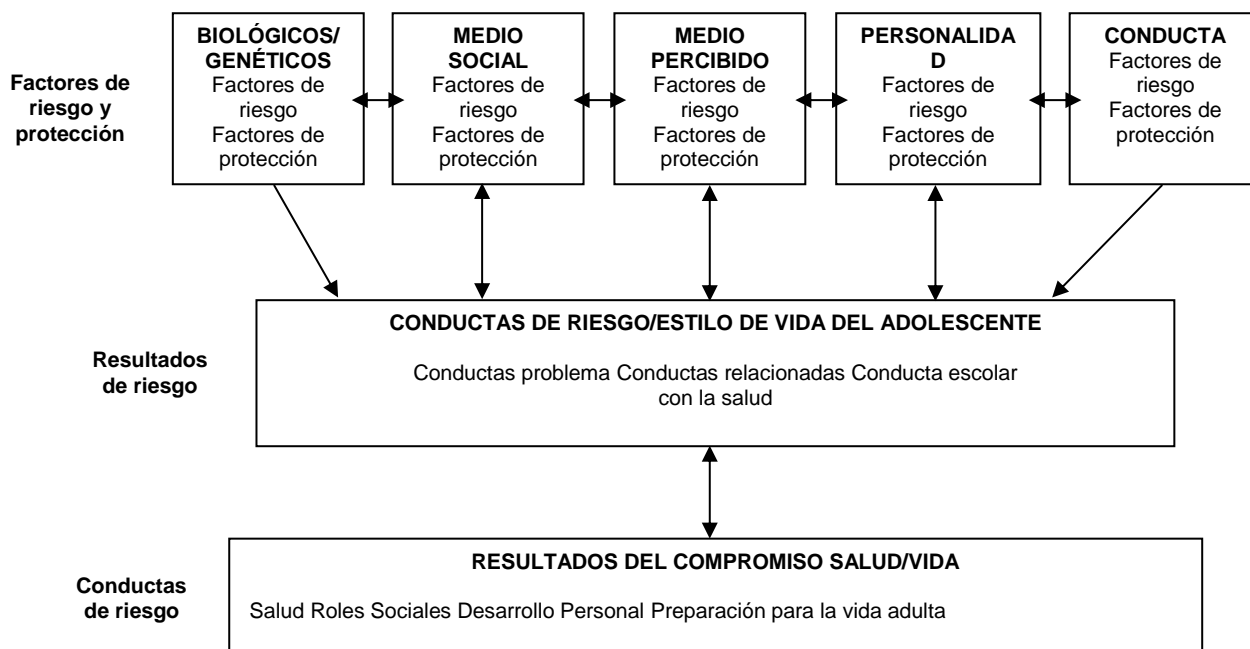 BIOLÓGICOS/
GENÉTICOS
Factores de
riesgo
Factores de
protección
MEDIO
SOCIAL
Factores de
riesgo
Factores de
protección
MEDIO
PERCIBIDO
Factores de
riesgo
Factores de
protección
PERSONALIDA
D
Factores de
riesgo
Factores de
protección
CONDUCTA
Factores de
riesgo
Factores de
protección
Factores de
riesgo y
protección
CONDUCTAS DE RIESGO/ESTILO DE VIDA DEL ADOLESCENTE
Conductas problema Conductas relacionadas Conducta escolar
con la salud
Resultados
de riesgo
RESULTADOS DEL COMPROMISO SALUD/VIDA
Salud Roles Sociales Desarrollo Personal Preparación para la vida adulta
Conductas
de riesgo